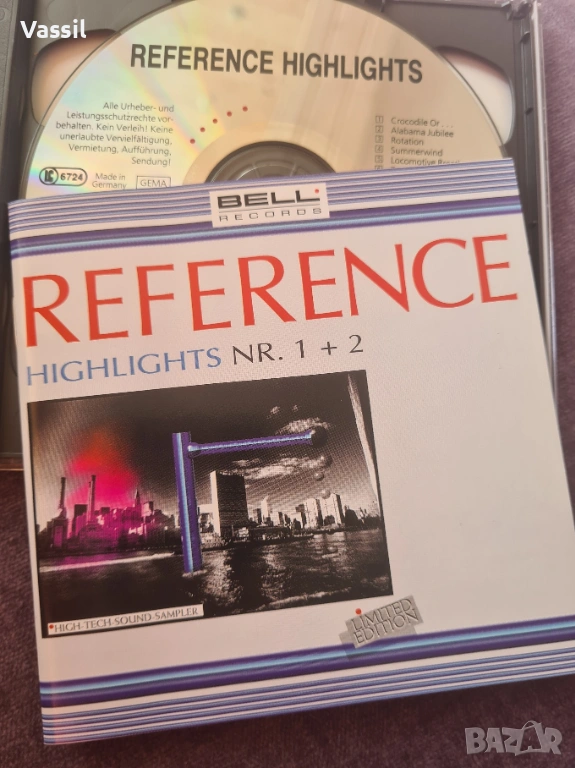 Vassil
REFERENCE HIGHLIGHTS
Alle Urheber- und
Leistungsschutzrechte vor-
behalten. Kein Verleih! Keine
unerlaubte Vervielfältigung,
Vermietung, Aufführung,
Sendung!
LC 6724
Made in
Germany
GEMA
Crocodile Or . . .
Alabama Jubilee
Rotation
Summerwind
Locomotive
BELL
RECORDS
REFERENCE
HIGHLIGHTS NR. 1 + 2
HIGH-TECH-SOUND-SAMPLER
LIMITED
EDITION
BAZAR